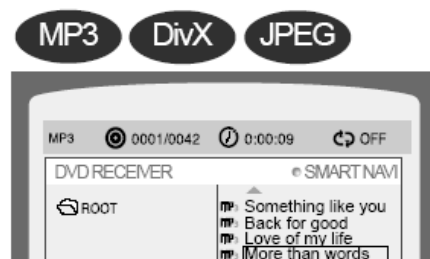 MP3 DivX JPEG
MP3 0001/0042 0:00:09 OFF
DVD RECEIVER SMART NAVI
ROOT
Something like you
Back for good
Love of my life
More than words